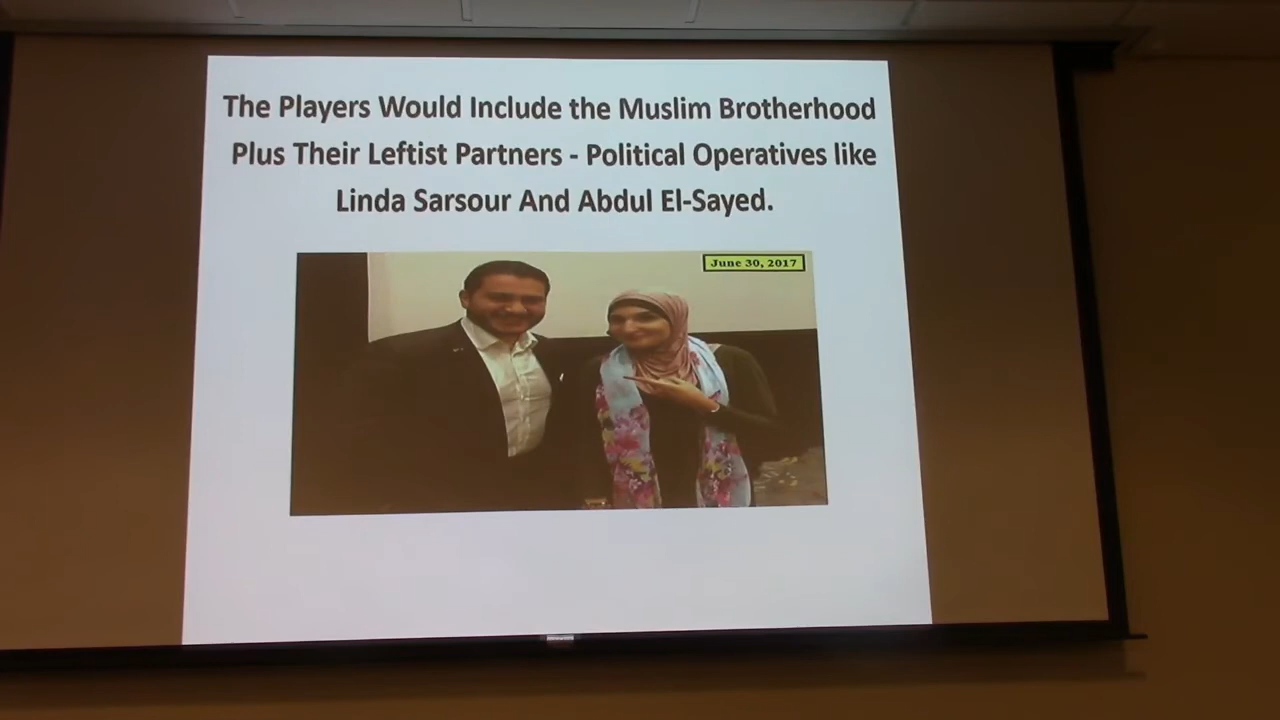 The Players Would Include the Muslim Brotherhood
Plus Their Leftist Partners - Political Operatives like
Linda Sarsour And Abdul El-Sayed.
June 30, 2017